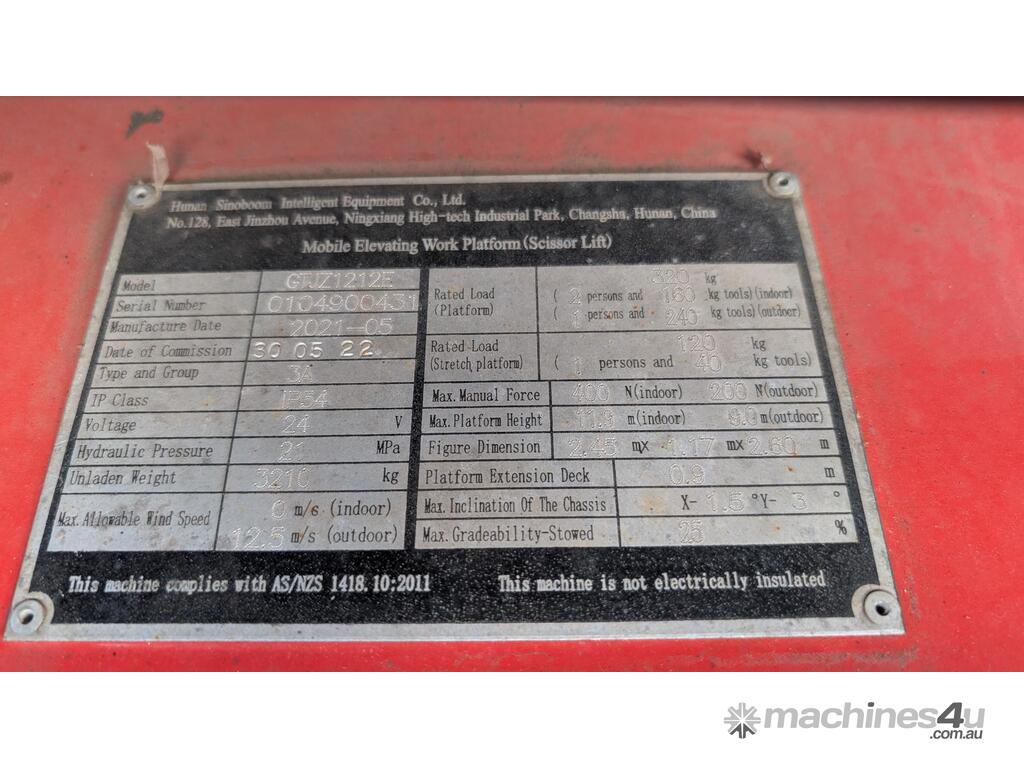 Hunan Sinoboom Intelligent Equipment Co., Ltd.
No.128, East Jinzhou Avenue, Ningxiang High-tech Industrial Park, Changsha, Hunan, China
Mobile Elevating Work Platform (Scissor Lift)
Model GTJZ1212E
Serial Number 0104900431
Manufacture Date 2021-05
Date of Commission 30 05 22
Type and Group 3A
IP Class IP54
Voltage 24 V
Hydraulic Pressure 21 MPa
Unladen Weight 3210 kg
Max. Allowable Wind Speed
0 m/s (indoor)
12.5 m/s (outdoor)
Rated Load (Platform)
320 kg
( 2 persons and 160 kg tools)(indoor)
( 1 persons and 240 kg tools)(outdoor)
Rated Load (Stretch platform)
120 kg
( 1 persons and 40 kg tools)
Max. Manual Force 400 N(indoor) 200 N(outdoor)
Max. Platform Height 11.9 m(indoor) 9.0 m(outdoor)
Figure Dimension 2.45 m× 1.17 m× 2.60 m
Platform Extension Deck 0.9 m
Max. Inclination Of The Chassis X- 1.5 °Y- 3 °
Max. Gradeability-Stowed 25 %
This machine complies with AS/NZS 1418.10:2011
This machine is not electrically insulated
machines4u
.com.au